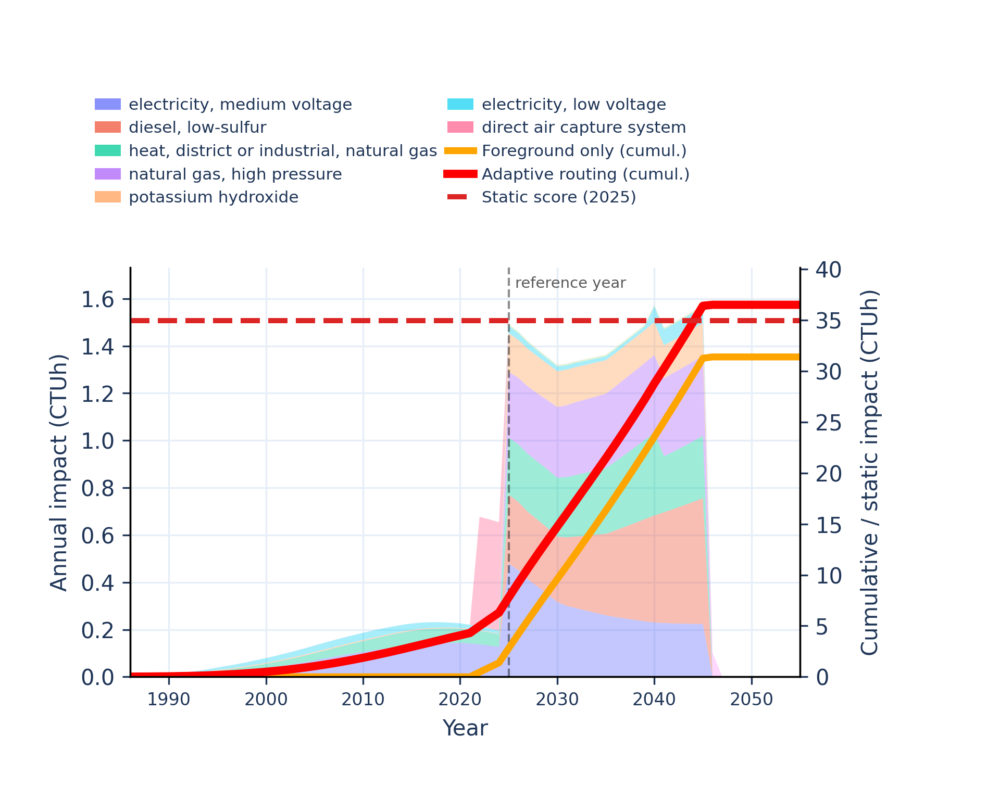 electricity, medium voltage
diesel, low-sulfur
heat, district or industrial, natural gas
natural gas, high pressure
potassium hydroxide
electricity, low voltage
direct air capture system
Foreground only (cumul.)
Adaptive routing (cumul.)
Static score (2025)
reference year
Annual impact (CTUh)
1.6
1.4
1.2
1.0
0.8
0.6
0.4
0.2
0.0
40
35
30
25
20
15
10
5
0
Cumulative / static impact (CTUh)
1990 2000 2010 2020 2030 2040 2050
Year